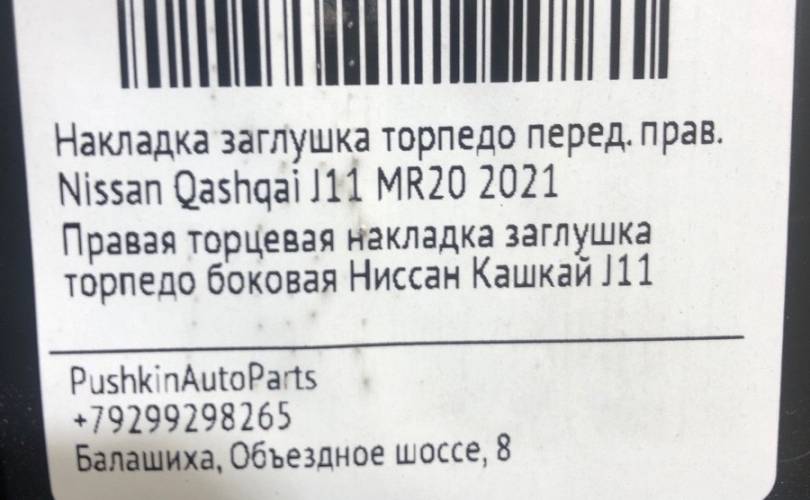 Накладка заглушка торпедо перед. прав.
Nissan Qashqai J11 MR20 2021
Правая торцевая накладка заглушка
торпедо боковая Ниссан Кашкай J11
PushkinAutoParts
+79299298265
Балашиха, Объездное шоссе, 8